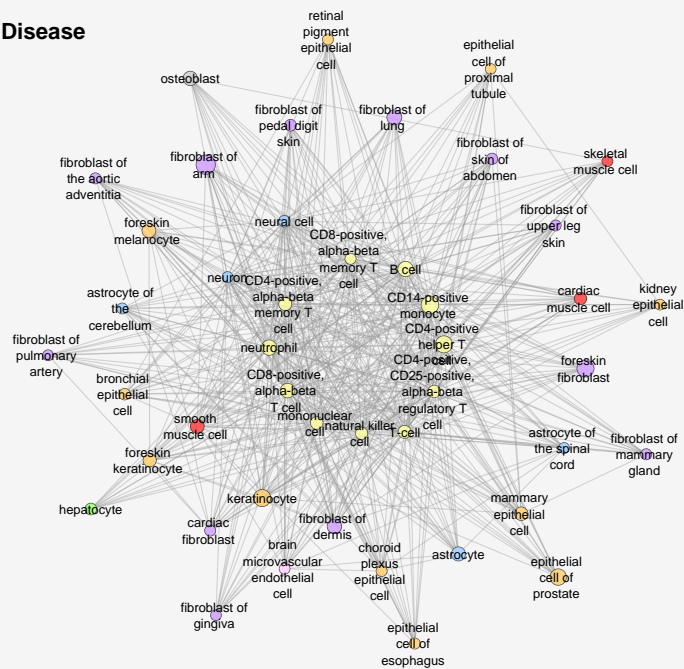 Disease
retinal
pigment
epithelial
cell
epithelial
cell of
proximal
tubule
osteoblast
fibroblast of
pedal digit
skin
fibroblast of
lung
fibroblast of
the aortic
adventitia
fibroblast of
arm
fibroblast of
skin of
abdomen
skeletal
muscle cell
foreskin
melanocyte
neural cell
CD8-positive,
alpha-beta
memory T
cell
fibroblast of
upper leg
skin
neuron
CD4-positive,
alpha-beta
memory T
cell
B cell
CD14-positive
monocyte
cardiac
muscle cell
kidney
epithelial
cell
astrocyte of
the
cerebellum
fibroblast of
pulmonary
artery
neutrophil
CD4-positive
helper T
cell
CD4-positive,
CD25-positive,
alpha-beta
regulatory T
cell
foreskin
fibroblast
bronchial
epithelial
cell
CD8-positive,
alpha-beta
T cell
smooth
muscle cell
mononuclear
cell
natural killer
cell
T-cell
astrocyte of
the spinal
cord
fibroblast of
mammary
gland
foreskin
keratinocyte
hepatocyte
keratinocyte
mammary
epithelial
cell
cardiac
fibroblast
fibroblast of
dermis
brain
microvascular
endothelial
cell
choroid
plexus
epithelial
cell
astrocyte
epithelial
cell of
prostate
fibroblast of
gingiva
epithelial
cell of
esophagus